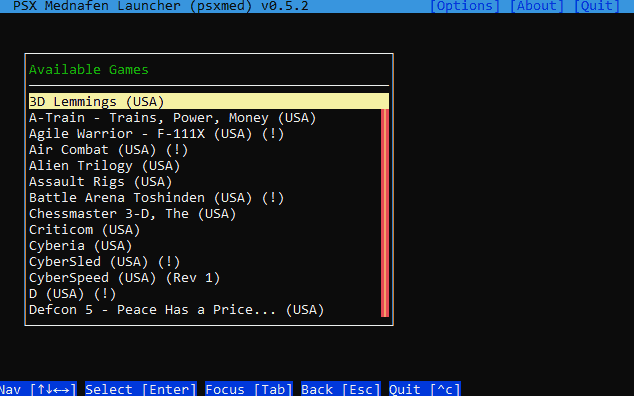 PSX Mednafen Launcher (psxmed) v0.5.2 [Options] [About] [Quit]
Available Games
3D Lemmings (USA)
A-Train - Trains, Power, Money (USA)
Agile Warrior - F-111X (USA) (!)
Air Combat (USA) (!)
Alien Trilogy (USA)
Assault Rigs (USA)
Battle Arena Toshinden (USA) (!)
Chessmaster 3-D, The (USA)
Criticom (USA)
Cyberia (USA)
CyberSled (USA) (!)
CyberSpeed (USA) (Rev 1)
D (USA) (!)
Defcon 5 - Peace Has a Price... (USA)
Nav [↑↓↔] Select [Enter] Focus [Tab] Back [Esc] Quit [^c]